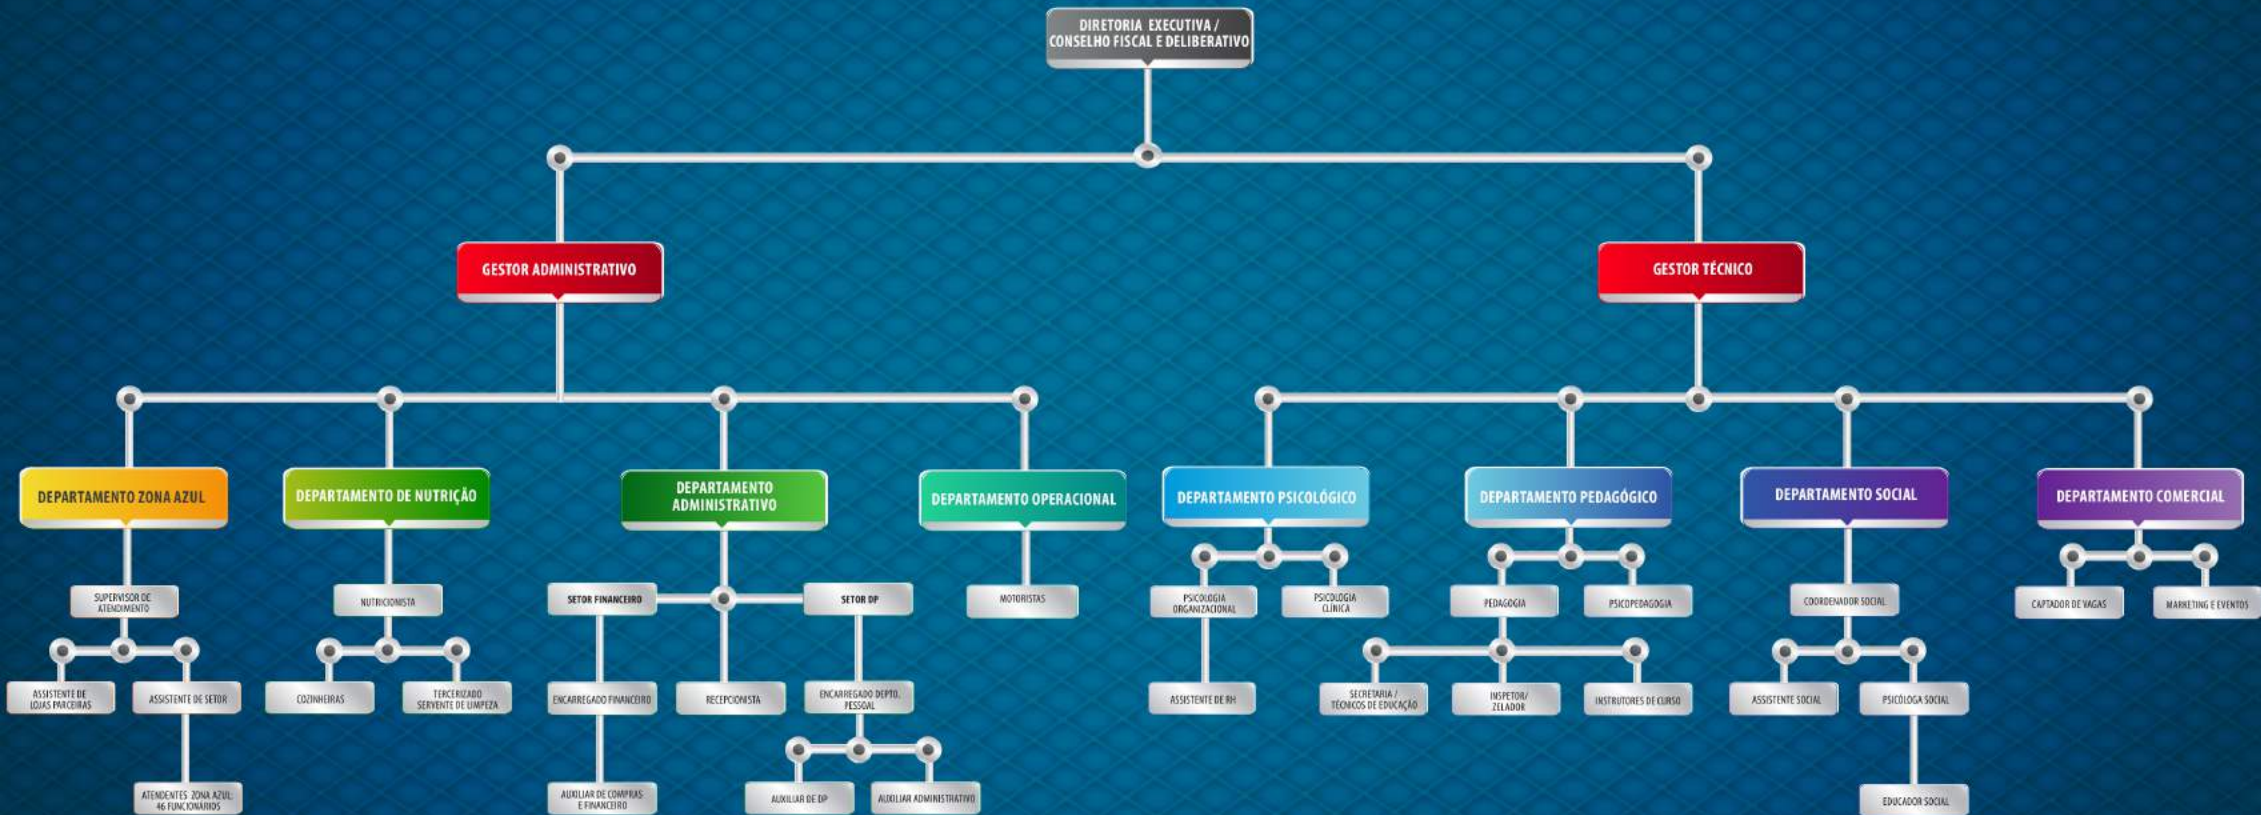 DIRETORIA EXECUTIVA /
CONSELHO FISCAL E DELIBERATIVO
GESTOR ADMINISTRATIVO
GESTOR TÉCNICO
DEPARTAMENTO ZONA AZUL
DEPARTAMENTO DE NUTRIÇÃO
DEPARTAMENTO
ADMINISTRATIVO
DEPARTAMENTO OPERACIONAL
DEPARTAMENTO PSICOLÓGICO
DEPARTAMENTO PEDAGÓGICO
DEPARTAMENTO SOCIAL
DEPARTAMENTO COMERCIAL
SUPERVISOR DE
ATENDIMENTO
NUTRICIONISTA
SETOR FINANCEIRO
SETOR DP
MOTORISTAS
PSICOLOGIA
ORGANIZACIONAL
PSICOLOGIA
CLÍNICA
PEDAGOGIA
PSICOPEDAGOGIA
COORDENADOR SOCIAL
CAPTADOR DE VAGAS
MARKETING E EVENTOS
ASSISTENTE DE
LOJAS PARCEIRAS
ASSISTENTE DE SETOR
COZINHEIRAS
TERCERIZADO
SERVENTE DE LIMPEZA
ENCARREGADO FINANCEIRO
RECEPCIONISTA
ENCARREGADO DEPTO.
PESSOAL
ASSISTENTE DE RH
SECRETARIA /
TÉCNICOS DE EDUCAÇÃO
INSPETOR/
ZELADOR
INSTRUTORES DE CURSO
ASSISTENTE SOCIAL
PSICÓLOGA SOCIAL
ATENDENTES ZONA AZUL:
46 FUNCIONÁRIOS
AUXILIAR DE COMPRAS
E FINANCEIRO
AUXILIAR DE DP
AUXILIAR ADMINISTRATIVO
EDUCADOR SOCIAL